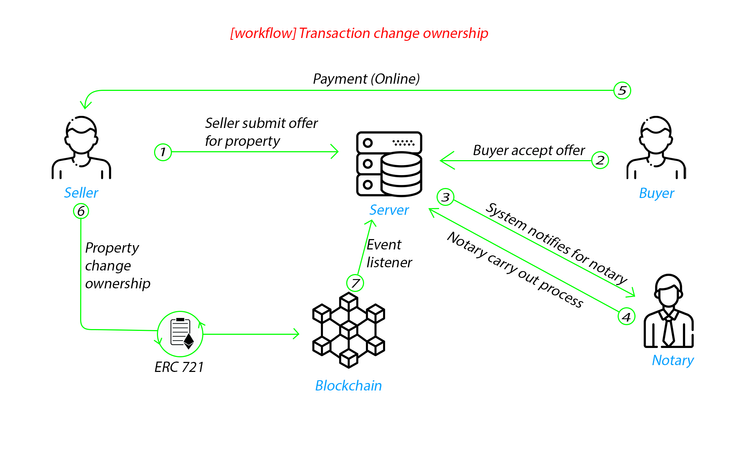 [workflow] Transaction change ownership
Payment (Online)
5
1
Seller submit offer
for property
Buyer accept offer
2
Seller
Server
Buyer
6
3
System notifies for notary
Notary carry out process
4
Property
change
ownership
Event
listener
7
ERC 721
Blockchain
Notary